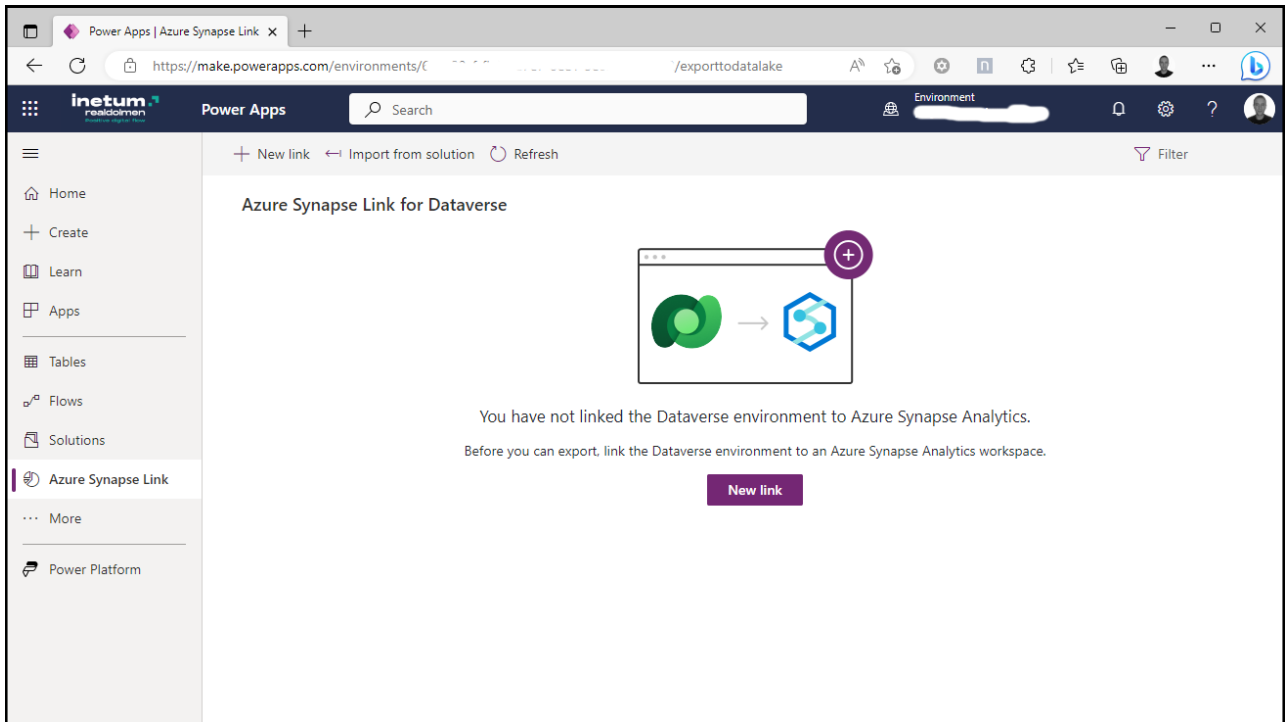 Power Apps | Azure Synapse Link
https://make.powerapps.com/environments/ /exporttodatalake
inetum.
realdolmen
Positive digital flow
Power Apps
Search
Environment
New link
Import from solution
Refresh
Filter
Home
Create
Learn
Apps
Tables
Flows
Solutions
Azure Synapse Link
More
Power Platform
Azure Synapse Link for Dataverse
You have not linked the Dataverse environment to Azure Synapse Analytics.
Before you can export, link the Dataverse environment to an Azure Synapse Analytics workspace.
New link